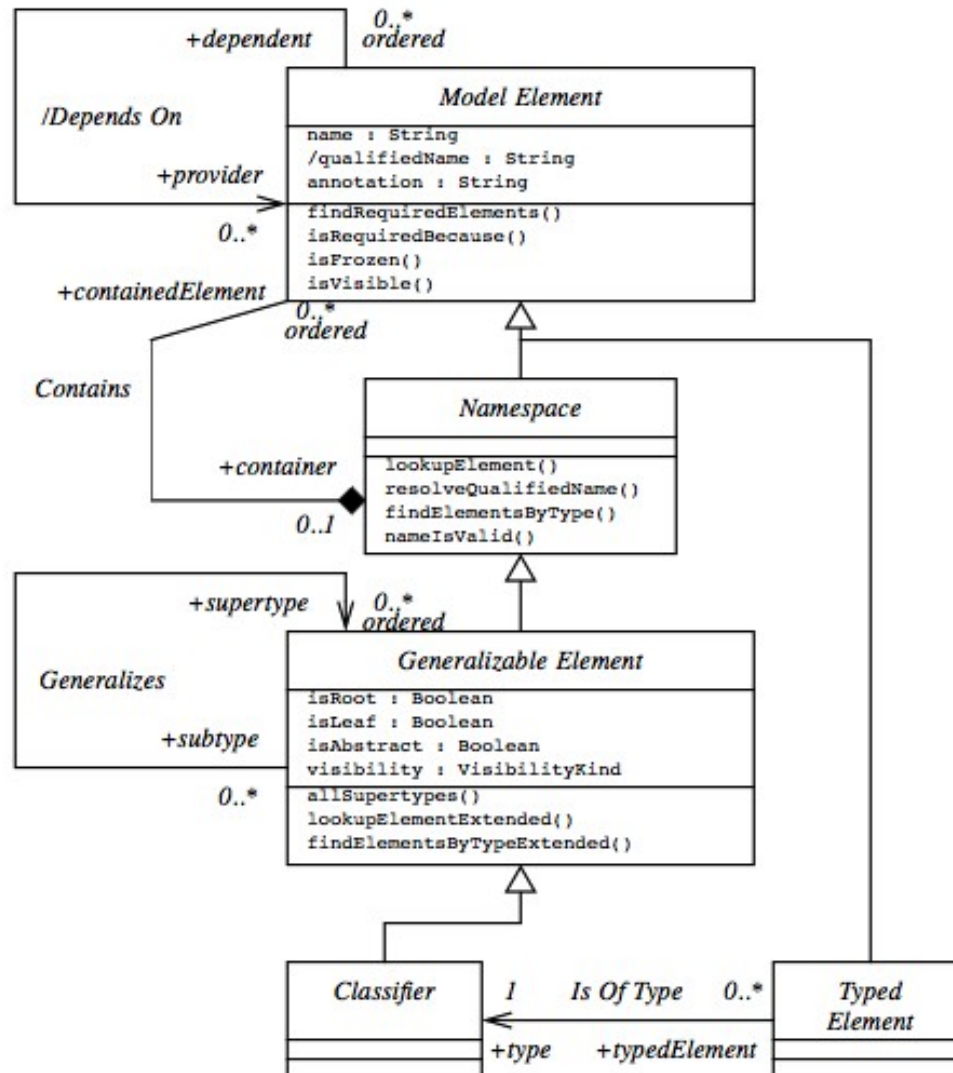 0..*
+dependent
ordered
Model Element
/Depends On
name : String
/qualifiedName : String
annotation : String
+provider
0..*
findRequiredElements()
isRequiredBecause()
isFrozen()
isVisible()
+containedElement
0..*
ordered
Contains
Namespace
+container
0..1
lookupElement()
resolveQualifiedName()
findElementsByType()
nameIsValid()
+supertype
0..*
ordered
Generalizes
Generalizable Element
isRoot : Boolean
isLeaf : Boolean
isAbstract : Boolean
visibility : VisibilityKind
+subtype
0..*
allSupertypes()
lookupElementExtended()
findElementsByTypeExtended()
Classifier
1
Is Of Type
0..*
Typed
Element
+type
+typedElement